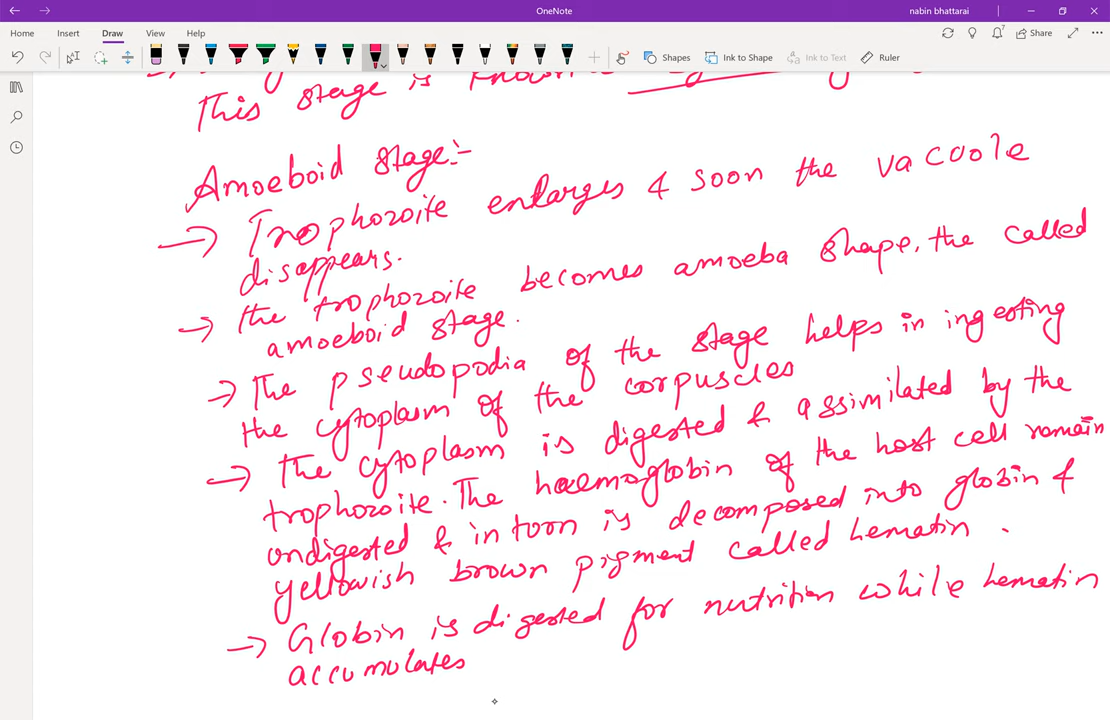 OneNote
nabin bhattarai
Home Insert Draw View Help
Share
Shapes Ink to Shape Ink to Text Ruler
This stage is known
Amoeboid stage:-
→ Trophozoite enlarges & soon the vacuole
disappears.
→ the trophozoite becomes amoeba shape, the called
amoeboid stage.
→ The pseudopodia of the stage helps in ingesting
the cytoplasm of the corpuscles
→ The cytoplasm is digested & assimilated by the
trophozoite. The haemoglobin of the host cell remain
undigested & in turn is decomposed into globin &
yellowish brown pigment called hematin.
→ Globin is digested for nutrition while hematin
accumulates